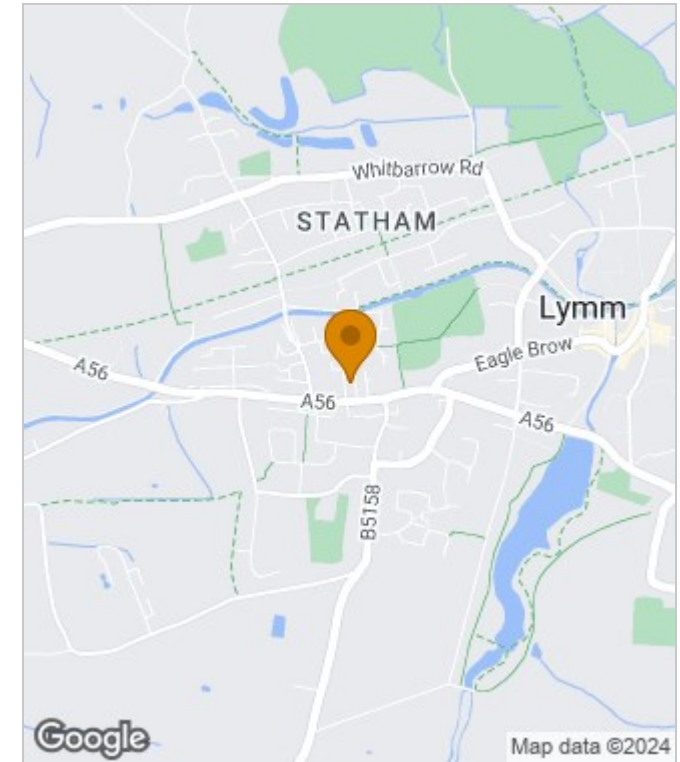 Whitbarrow Rd
STATHAM
Lymm
Eagle Brow
A56
A56
A56
B5158
Google
Map data ©2024